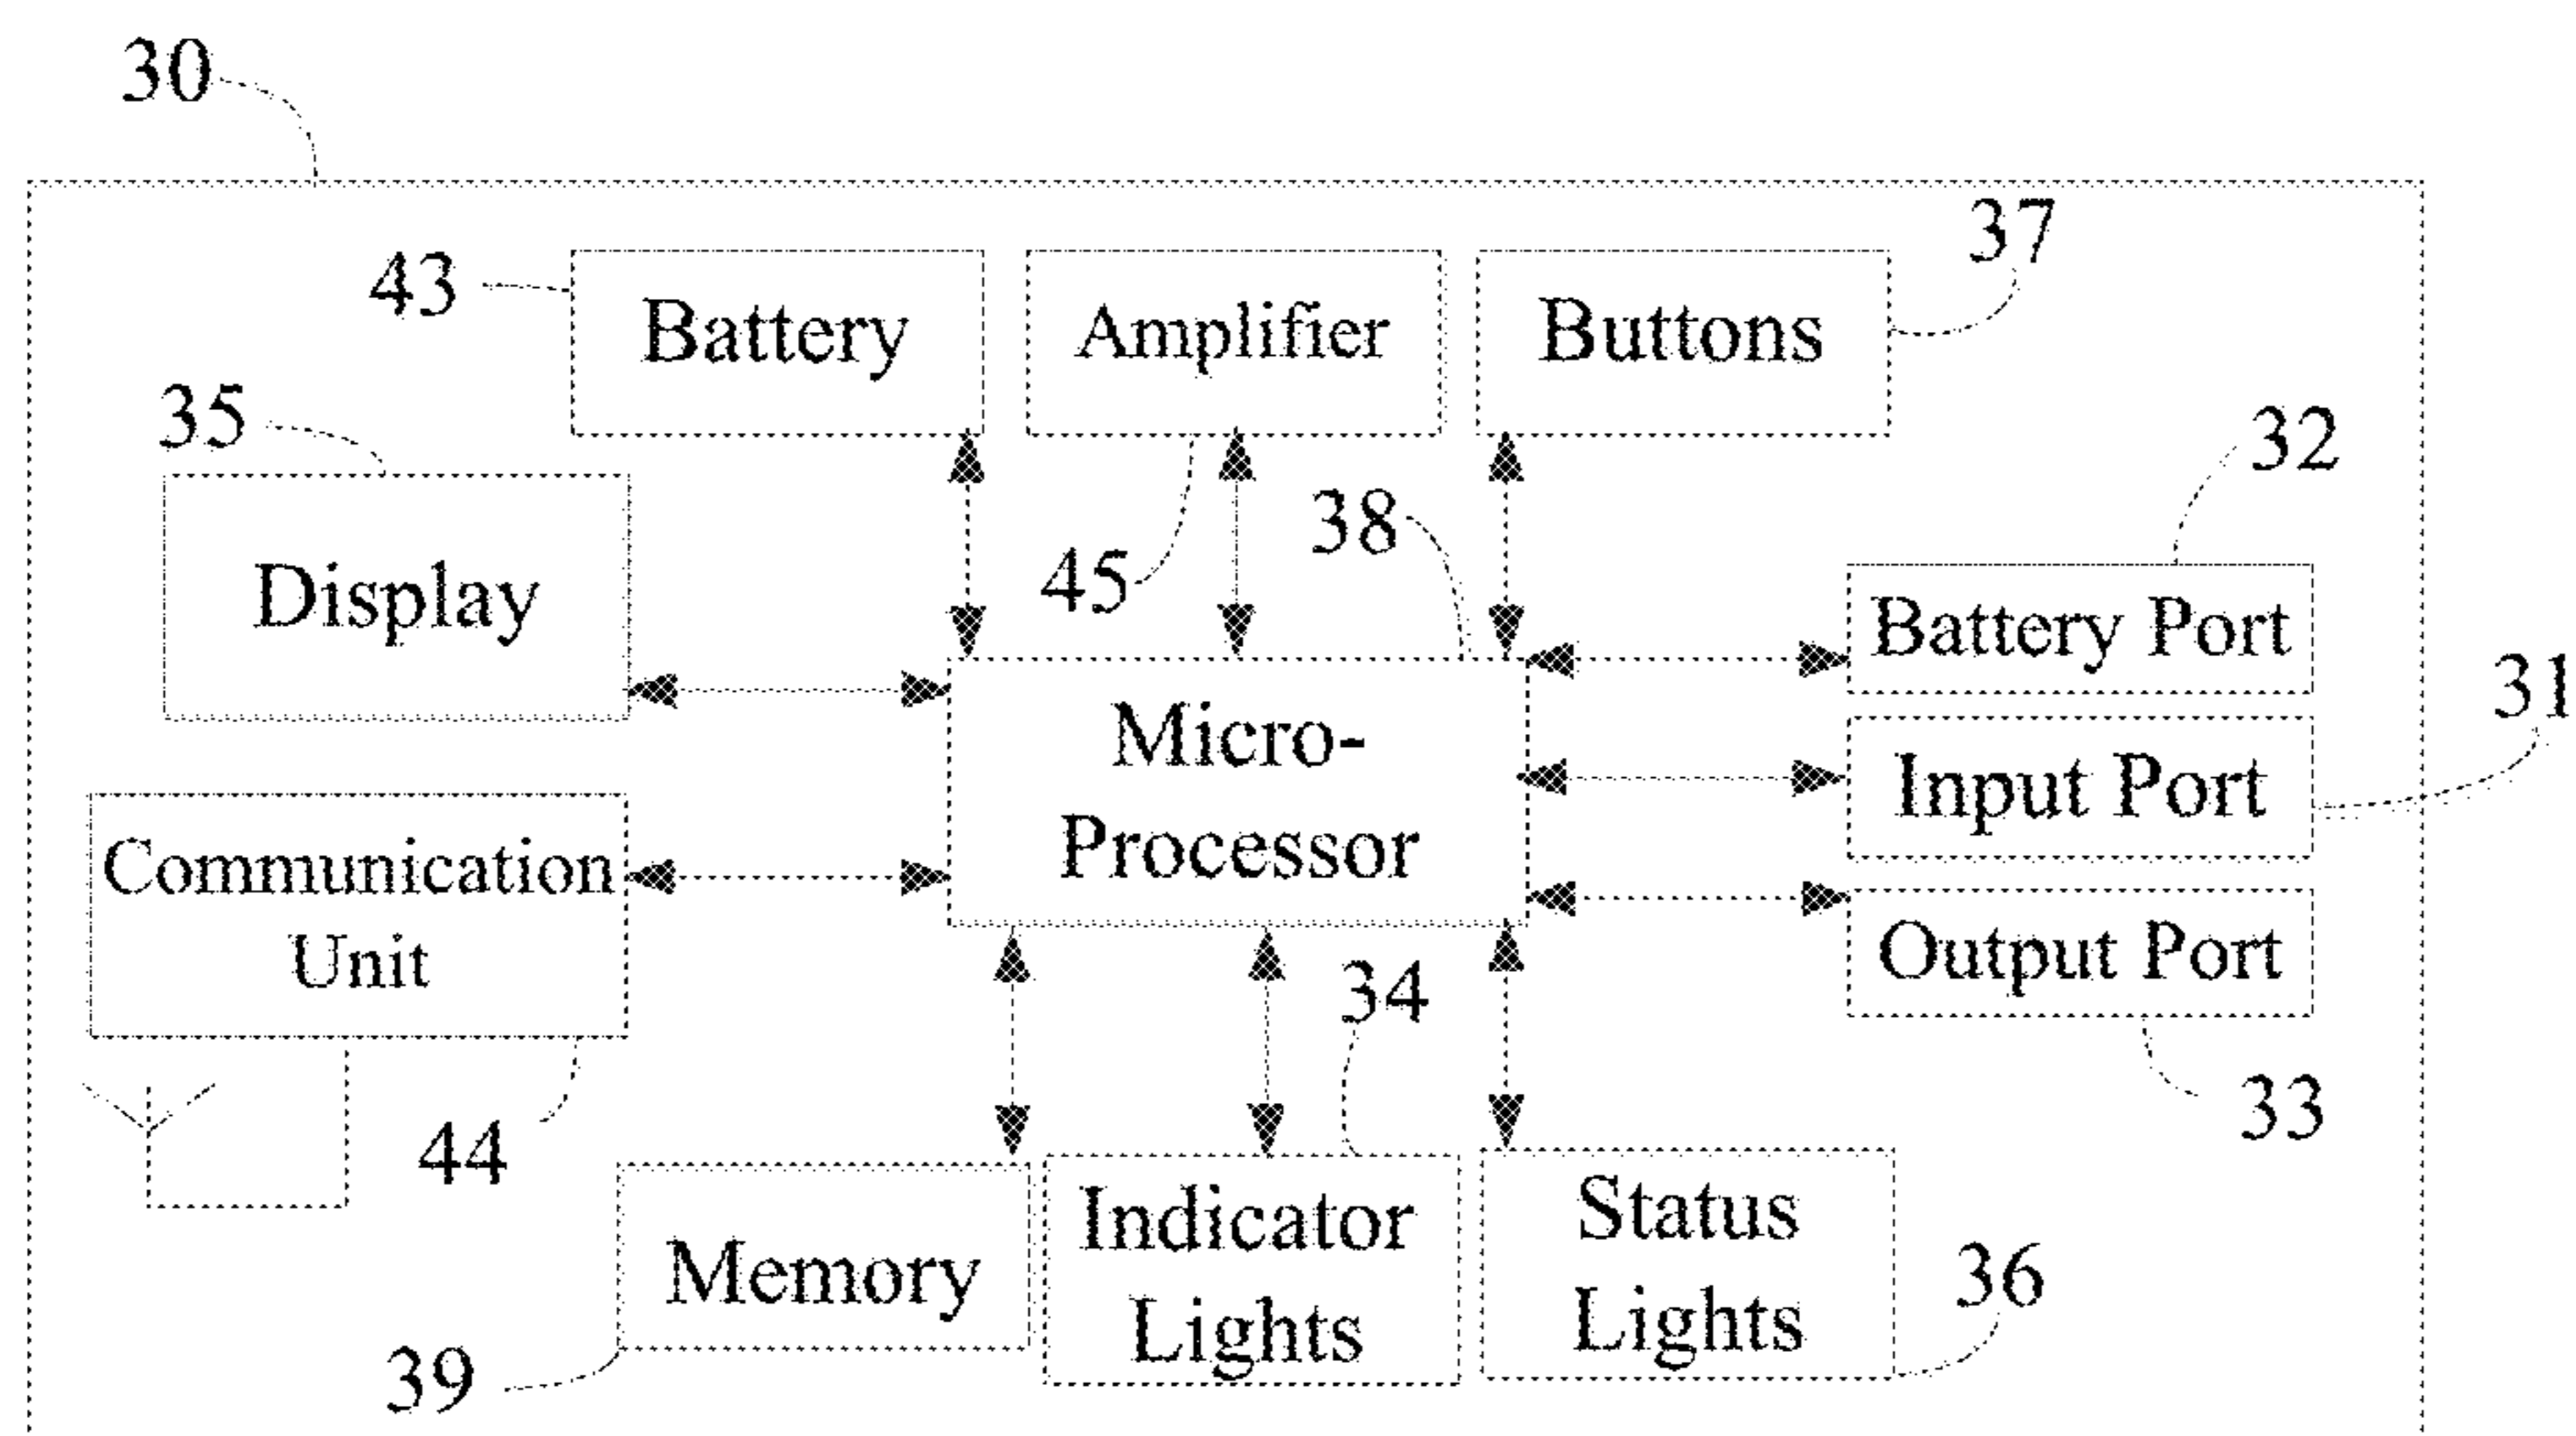 30
37
43
Battery
Amplifier
Buttons
35
32
38
45
Display
Battery Port
31
Micro-
Processor
Input Port
Communication
Unit
Output Port
34
44
33
Memory
Indicator
Lights
Status
Lights
36
39